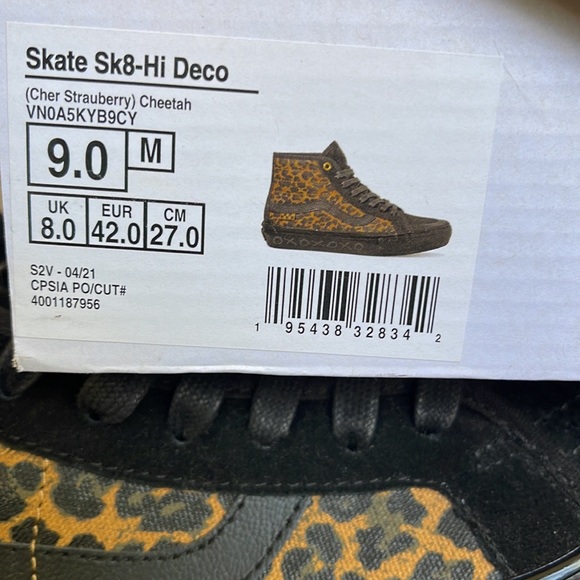 Skate Sk8-Hi Deco
(Cher Strauberry) Cheetah
VN0A5KYB9CY
9.0 M
UK EUR CM
8.0 42.0 27.0
S2V - 04/21
CPSIA PO/CUT#
4001187956
1 95438 32834 2